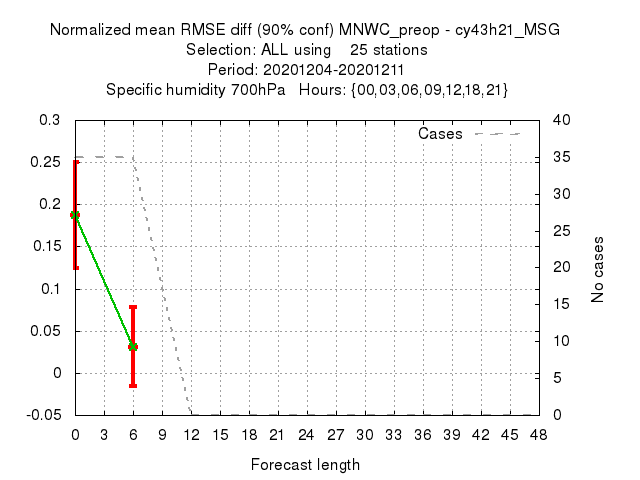 Normalized mean RMSE diff (90% conf) MNWC_preop - cy43h21_MSG
Selection: ALL using 25 stations
Period: 20201204-20201211
Specific humidity 700hPa Hours: {00,03,06,09,12,18,21}
Cases
0.3
0.25
0.2
0.15
0.1
0.05
0
-0.05
40
35
30
25
20
15
10
5
0
No cases
0 3 6 9 12 15 18 21 24 27 30 33 36 39 42 45 48
Forecast length